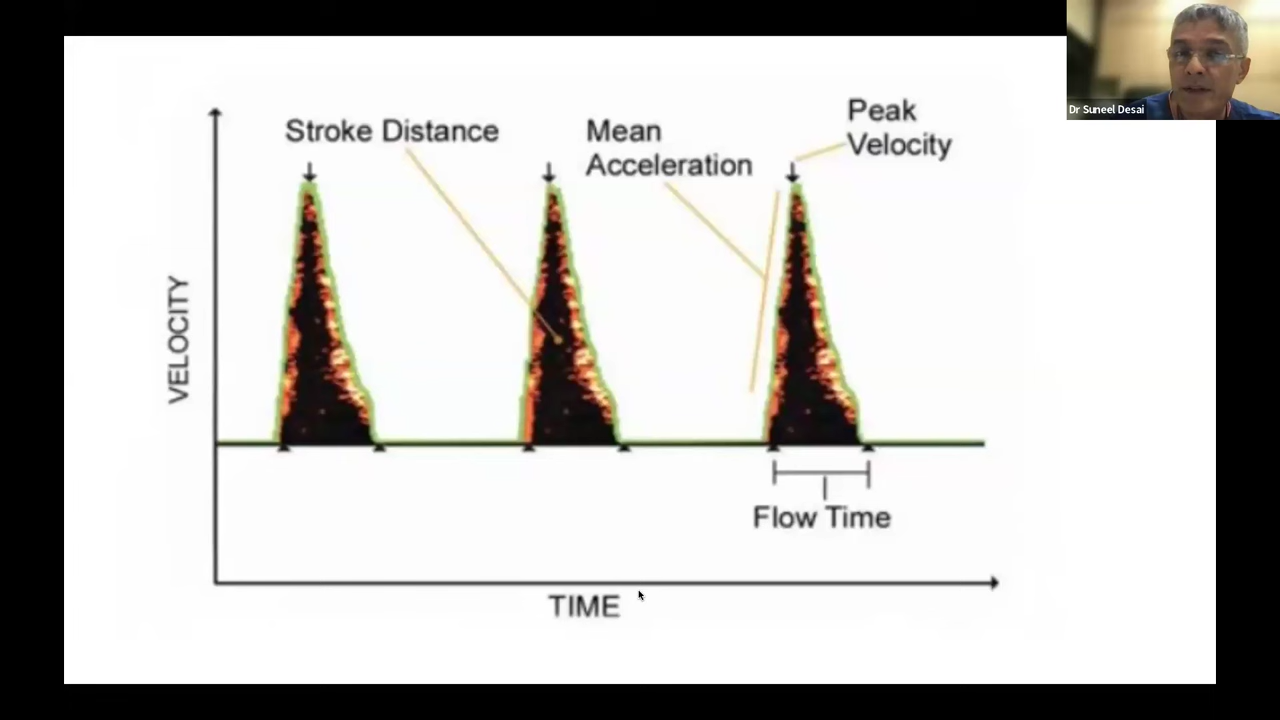 Dr Suneel Desai
Peak
Velocity
Stroke Distance
Mean
Acceleration
VELOCITY
Flow Time
TIME